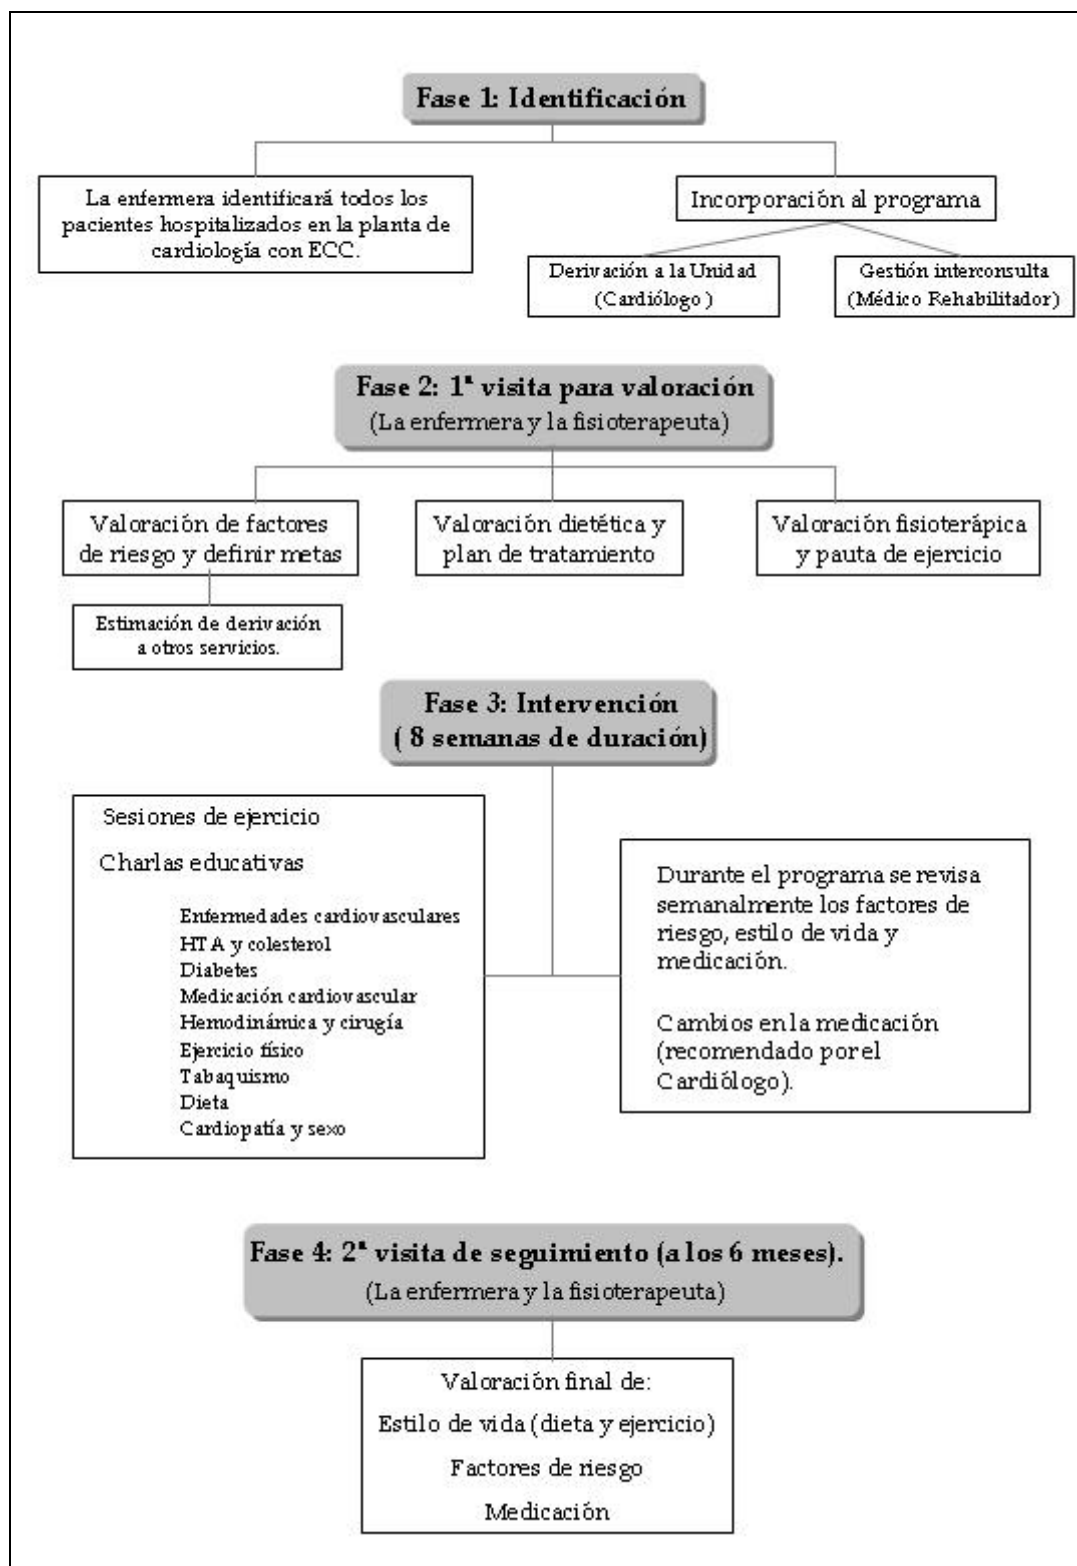 Fase 1: Identificación
La enfermera identificará todos los
pacientes hospitalizados en la planta de
cardiología con ECC.
Incorporación al programa
Derivación a la Unidad
(Cardiólogo )
Gestión interconsulta
(Médico Rehabilitador)
Fase 2: 1ª visita para valoración
(La enfermera y la fisioterapeuta)
Valoración de factores
de riesgo y definir metas
Valoración dietética y
plan de tratamiento
Valoración fisioterápica
y pauta de ejercicio
Estimación de derivación
a otros servicios.
Fase 3: Intervención
( 8 semanas de duración)
Sesiones de ejercicio
Charlas educativas
Enfermedades cardiovasculares
HTA y colesterol
Diabetes
Medicación cardiovascular
Hemodinámica y cirugía
Ejercicio físico
Tabaquismo
Dieta
Cardiopatía y sexo
Durante el programa se revisa
semanalmente los factores de
riesgo, estilo de vida y
medicación.
Cambios en la medicación
(recomendado por el
Cardiólogo).
Fase 4: 2ª visita de seguimiento (a los 6 meses).
(La enfermera y la fisioterapeuta)
Valoración final de:
Estilo de vida (dieta y ejercicio)
Factores de riesgo
Medicación